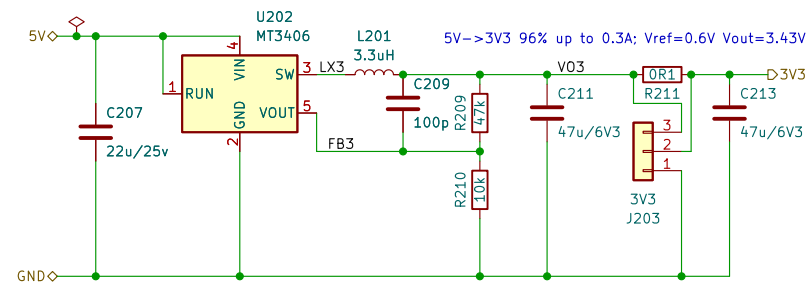 U202
MT3406
L201
3.3uH
5V->3V3 96% up to 0.3A; Vref=0.6V Vout=3.43V
5V
4
VIN
SW
3
LX3
VO3
0R1
3V3
1
RUN
C209
C211
R211
C213
C207
GND
VOUT
5
100p
R209
47k
47u/6V3
3
47u/6V3
22u/25v
2
FB3
2
1
R210
10k
3V3
J203
GND